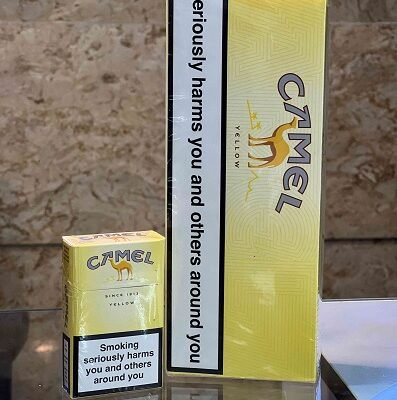 seriously harms you and others around you
CAMEL
YELLOW
CAMEL
SINCE 1913
YELLOW
Smoking
seriously harms
you and others
around you